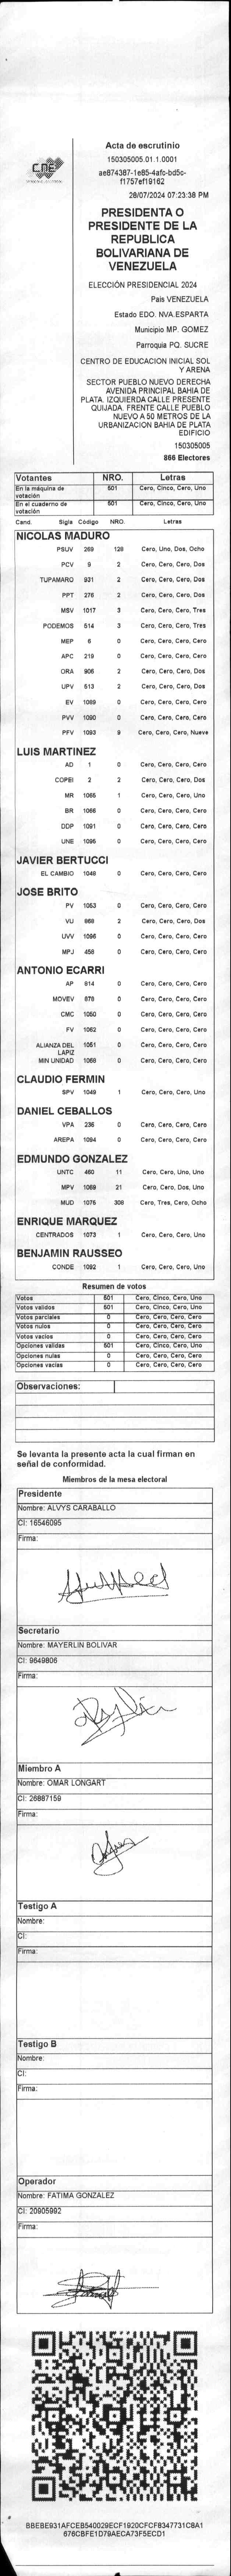 CNE
Acta de escrutinio
150305005.01.1.0001
ae874387-1e85-4afc-bd5c-
f1757ef19162
28/07/2024 07:23:38 PM
PRESIDENTA O
PRESIDENTE DE LA
REPUBLICA
BOLIVARIANA DE
VENEZUELA
ELECCIÓN PRESIDENCIAL 2024
País VENEZUELA
Estado EDO. NVA.ESPARTA
Municipio MP. GOMEZ
Parroquia PQ. SUCRE
CENTRO DE EDUCACION INICIAL SOL
Y ARENA
SECTOR PUEBLO NUEVO DERECHA
AVENIDA PRINCIPAL BAHIA DE
PLATA. IZQUIERDA CALLE PRESENTE
QUIJADA. FRENTE CALLE PUEBLO
NUEVO A 50 METROS DE LA
URBANIZACION BAHIA DE PLATA
EDIFICIO
150305005
866 Electores
Votantes NRO. Letras
En la máquina de votación 501 Cero, Cinco, Cero, Uno
En el cuaderno de votación 501 Cero, Cinco, Cero, Uno
Cand. Sigla Código NRO. Letras
NICOLAS MADURO
PSUV 269 128 Cero, Uno, Dos, Ocho
PCV 9 2 Cero, Cero, Cero, Dos
TUPAMARO 931 2 Cero, Cero, Cero, Dos
PPT 276 2 Cero, Cero, Cero, Dos
MSV 1017 3 Cero, Cero, Cero, Tres
PODEMOS 514 3 Cero, Cero, Cero, Tres
MEP 6 0 Cero, Cero, Cero, Cero
APC 219 0 Cero, Cero, Cero, Cero
ORA 906 2 Cero, Cero, Cero, Dos
UPV 513 2 Cero, Cero, Cero, Dos
EV 1089 0 Cero, Cero, Cero, Cero
PVV 1090 0 Cero, Cero, Cero, Cero
PFV 1093 9 Cero, Cero, Cero, Nueve
LUIS MARTINEZ
AD 1 0 Cero, Cero, Cero, Cero
COPEI 2 2 Cero, Cero, Cero, Dos
MR 1065 1 Cero, Cero, Cero, Uno
BR 1066 0 Cero, Cero, Cero, Cero
DDP 1091 0 Cero, Cero, Cero, Cero
UNE 1095 0 Cero, Cero, Cero, Cero
JAVIER BERTUCCI
EL CAMBIO 1048 0 Cero, Cero, Cero, Cero
JOSE BRITO
PV 1053 0 Cero, Cero, Cero, Cero
VU 869 2 Cero, Cero, Cero, Dos
UVV 1096 0 Cero, Cero, Cero, Cero
MPJ 458 0 Cero, Cero, Cero, Cero
ANTONIO ECARRI
AP 814 0 Cero, Cero, Cero, Cero
MOVEV 878 0 Cero, Cero, Cero, Cero
CMC 1050 0 Cero, Cero, Cero, Cero
FV 1062 0 Cero, Cero, Cero, Cero
ALIANZA DEL LAPIZ 1051 0 Cero, Cero, Cero, Cero
MIN UNIDAD 1068 0 Cero, Cero, Cero, Cero
CLAUDIO FERMIN
SPV 1049 1 Cero, Cero, Cero, Uno
DANIEL CEBALLOS
VPA 236 0 Cero, Cero, Cero, Cero
AREPA 1094 0 Cero, Cero, Cero, Cero
EDMUNDO GONZALEZ
UNTC 460 11 Cero, Cero, Uno, Uno
MPV 1069 21 Cero, Cero, Dos, Uno
MUD 1075 308 Cero, Tres, Cero, Ocho
ENRIQUE MARQUEZ
CENTRADOS 1073 1 Cero, Cero, Cero, Uno
BENJAMIN RAUSSEO
CONDE 1092 1 Cero, Cero, Cero, Uno
Resumen de votos
Votos 501 Cero, Cinco, Cero, Uno
Votos validos 501 Cero, Cinco, Cero, Uno
Votos parciales 0 Cero, Cero, Cero, Cero
Votos nulos 0 Cero, Cero, Cero, Cero
Votos vacios 0 Cero, Cero, Cero, Cero
Opciones validas 501 Cero, Cinco, Cero, Uno
Opciones nulas 0 Cero, Cero, Cero, Cero
Opciones vacias 0 Cero, Cero, Cero, Cero
Observaciones:
Se levanta la presente acta la cual firman en
señal de conformidad.
Miembros de la mesa electoral
Presidente
Nombre: ALVYS CARABALLO
CI: 16546095
Firma:
Secretario
Nombre: MAYERLIN BOLIVAR
CI: 9649806
Firma:
Miembro A
Nombre: OMAR LONGART
CI: 26887159
Firma:
Testigo A
Nombre:
CI:
Firma:
Testigo B
Nombre:
CI:
Firma:
Operador
Nombre: FATIMA GONZALEZ
CI: 20905992
Firma:
BBEBE931AFCEB540029ECF1920CFCF8347731C8A1
676CBFE1D79AECA73F5ECD1